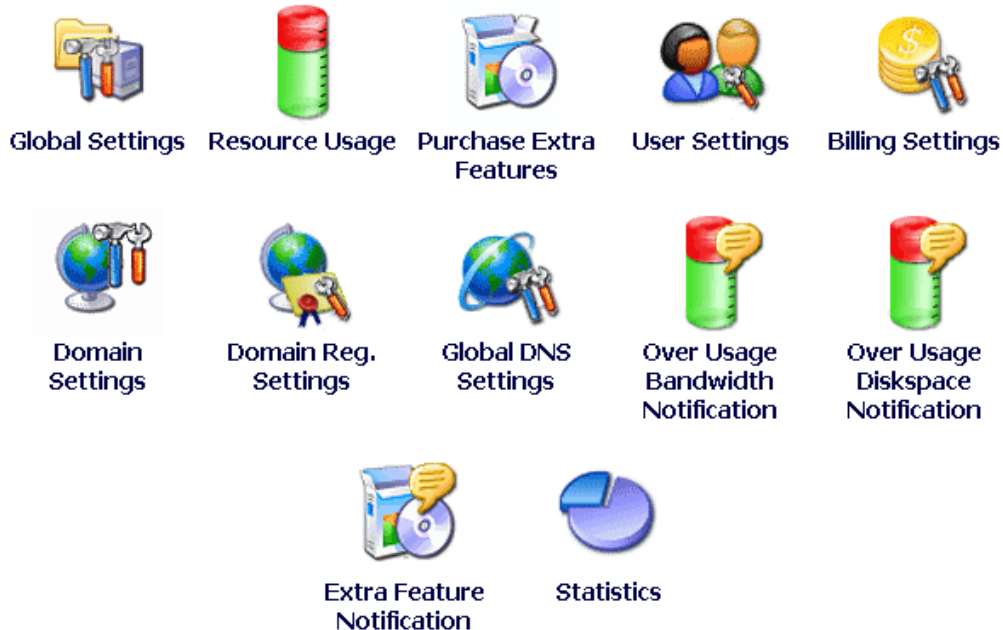 Global Settings
Resource Usage
Purchase Extra
Features
User Settings
Billing Settings
Domain
Settings
Domain Reg.
Settings
Global DNS
Settings
Over Usage
Bandwidth
Notification
Over Usage
Diskspace
Notification
Extra Feature
Notification
Statistics